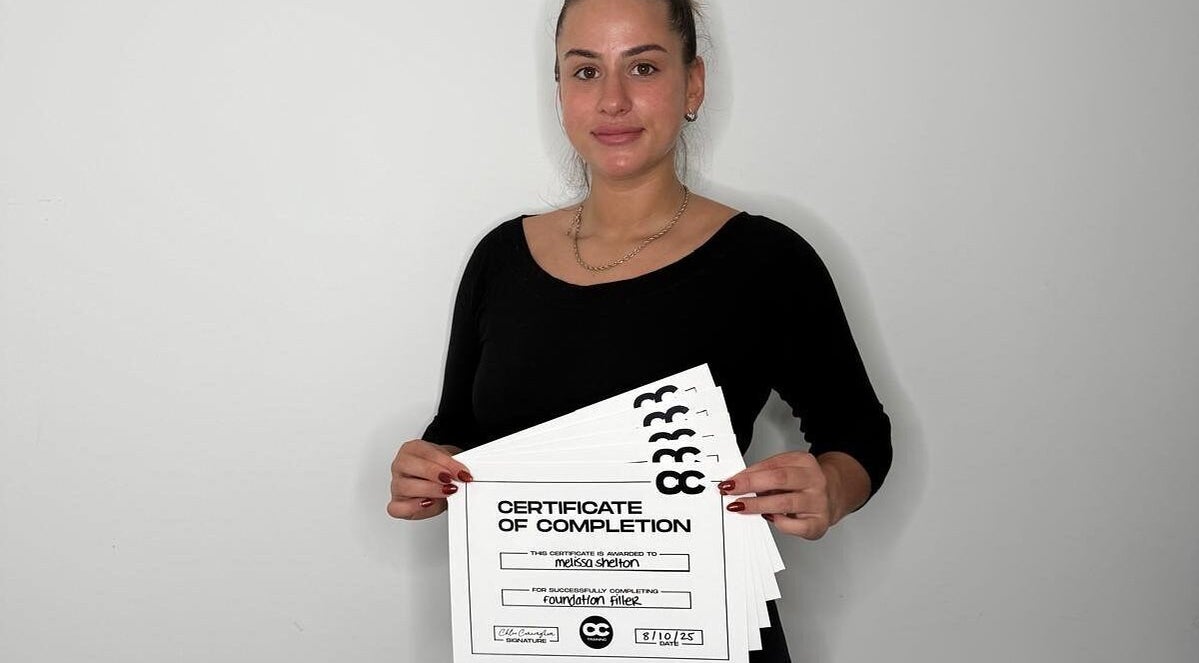 CC
CERTIFICATE
OF COMPLETION
THIS CERTIFICATE IS AWARDED TO
melissa shelton
FOR SUCCESSFULLY COMPLETING
foundation filler
SIGNATURE
CC
TRAINING
8/10/25
DATE